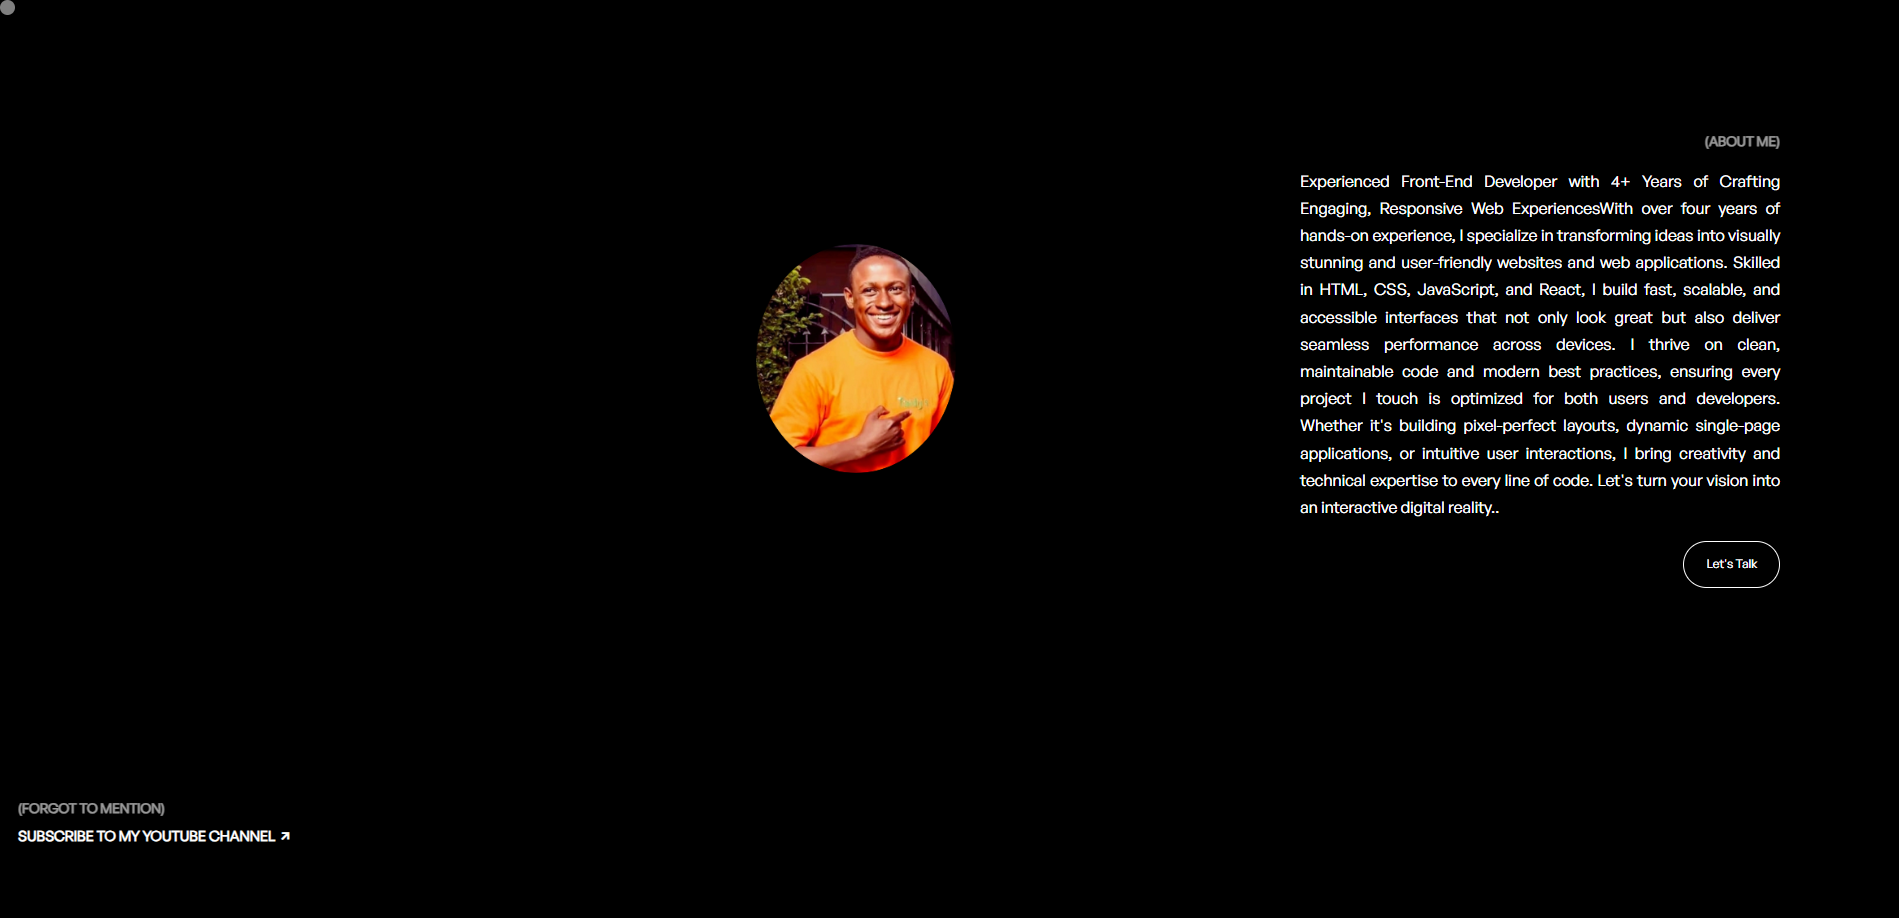 (ABOUT ME)
Experienced Front-End Developer with 4+ Years of Crafting
Engaging, Responsive Web ExperiencesWith over four years of
hands-on experience, I specialize in transforming ideas into visually
stunning and user-friendly websites and web applications. Skilled
in HTML, CSS, JavaScript, and React, I build fast, scalable, and
accessible interfaces that not only look great but also deliver
seamless performance across devices. I thrive on clean,
maintainable code and modern best practices, ensuring every
project I touch is optimized for both users and developers.
Whether it's building pixel-perfect layouts, dynamic single-page
applications, or intuitive user interactions, I bring creativity and
technical expertise to every line of code. Let's turn your vision into
an interactive digital reality..
Let's Talk
(FORGOT TO MENTION)
SUBSCRIBE TO MY YOUTUBE CHANNEL